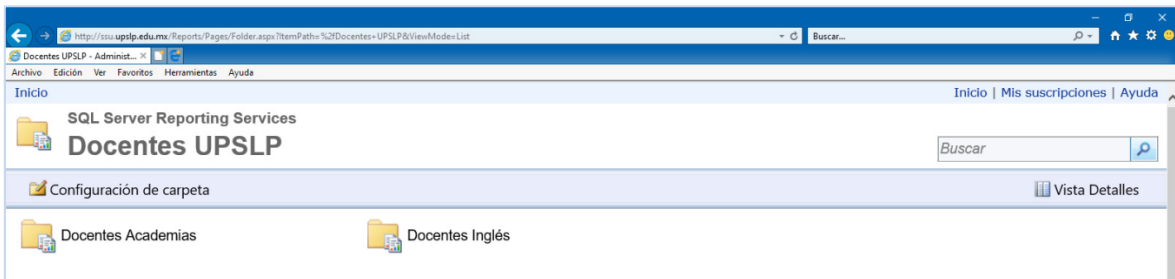 http://ssu.upslp.edu.mx/Reports/Pages/Folder.aspx?ItemPath=%2fDocentes+UPSLP&ViewMode=List
Buscar...
Docentes UPSLP - Administ...
Archivo Edición Ver Favoritos Herramientas Ayuda
Inicio
Inicio | Mis suscripciones | Ayuda
SQL Server Reporting Services
Docentes UPSLP
Buscar
Configuración de carpeta
Vista Detalles
Docentes Academias
Docentes Inglés